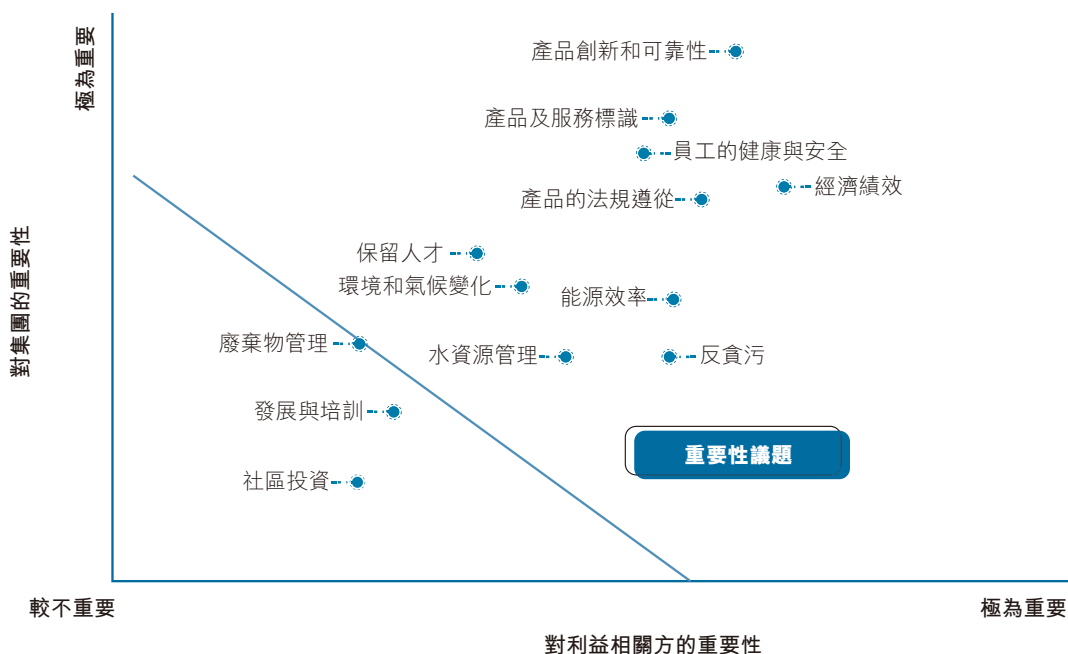 極為重要
產品創新和可靠性
產品及服務標識
員工的健康與安全
經濟績效
產品的法規遵從
對集團的重要性
保留人才
環境和氣候變化
能源效率
廢棄物管理
水資源管理
反貪污
發展與培訓
重要性議題
社區投資
較不重要
極為重要
對利益相關方的重要性